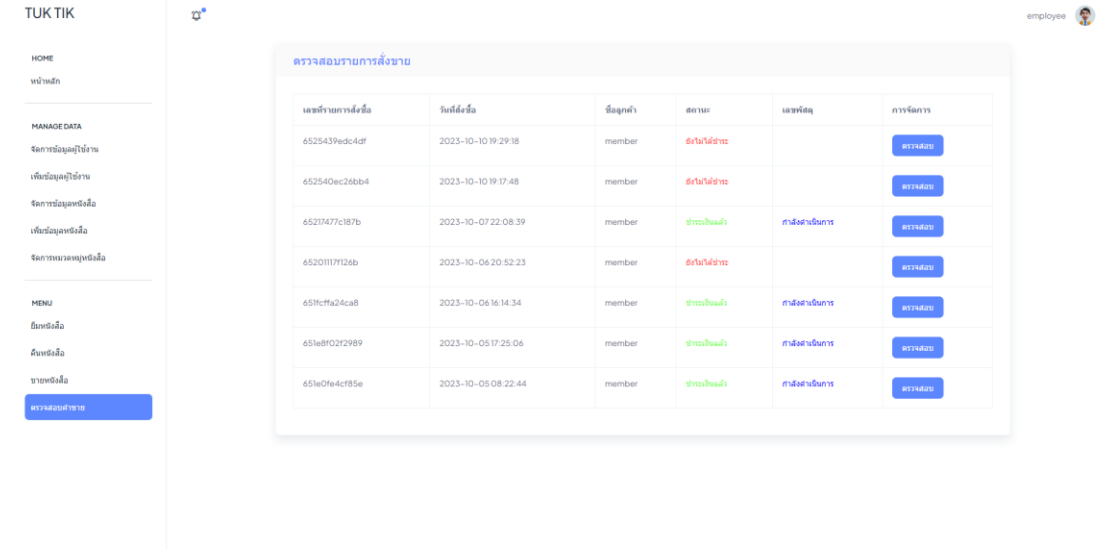 TUK TIK
employee
HOME
หน้าหลัก
MANAGE DATA
จัดการข้อมูลผู้ใช้งาน
เพิ่มข้อมูลผู้ใช้งาน
จัดการข้อมูลหนังสือ
เพิ่มข้อมูลหนังสือ
จัดการหมวดหมู่หนังสือ
MENU
ยืมหนังสือ
คืนหนังสือ
ขายหนังสือ
ตรวจสอบคำขาย
ตรวจสอบรายการสั่งขาย
เลขที่รายการสั่งซื้อ วันที่สั่งซื้อ ชื่อลูกค้า สถานะ เลขพัสดุ การจัดการ
6525439edc4df 2023-10-10 19:29:18 member ยังไม่ได้ชำระ ตรวจสอบ
652540ec26bb4 2023-10-10 19:17:48 member ยังไม่ได้ชำระ ตรวจสอบ
65217477c187b 2023-10-07 22:08:39 member ชำระเงินแล้ว กำลังดำเนินการ ตรวจสอบ
65201117f126b 2023-10-06 20:52:23 member ยังไม่ได้ชำระ ตรวจสอบ
651fcffa24ca8 2023-10-06 16:14:34 member ชำระเงินแล้ว กำลังดำเนินการ ตรวจสอบ
651e8f02f2989 2023-10-05 17:25:06 member ชำระเงินแล้ว กำลังดำเนินการ ตรวจสอบ
651e0fe4cf85e 2023-10-05 08:22:44 member ชำระเงินแล้ว กำลังดำเนินการ ตรวจสอบ